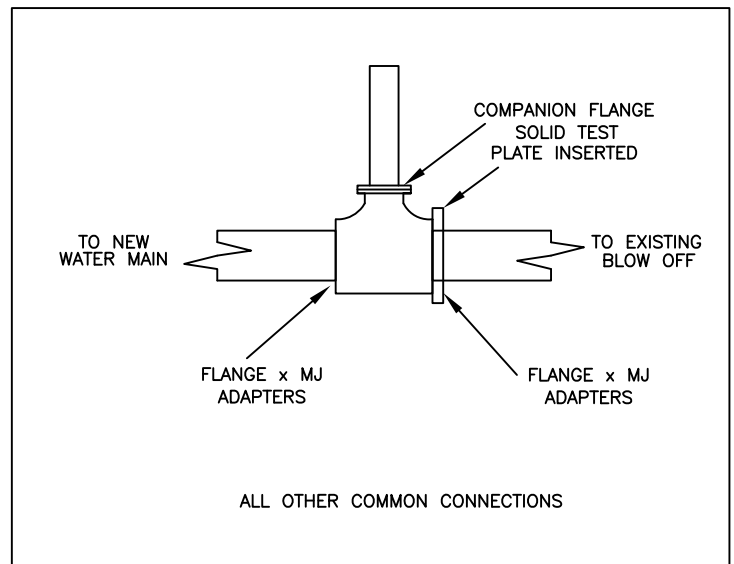 COMPANION FLANGE
SOLID TEST
PLATE INSERTED
TO NEW
WATER MAIN
TO EXISTING
BLOW OFF
FLANGE x MJ
ADAPTERS
FLANGE x MJ
ADAPTERS
ALL OTHER COMMON CONNECTIONS